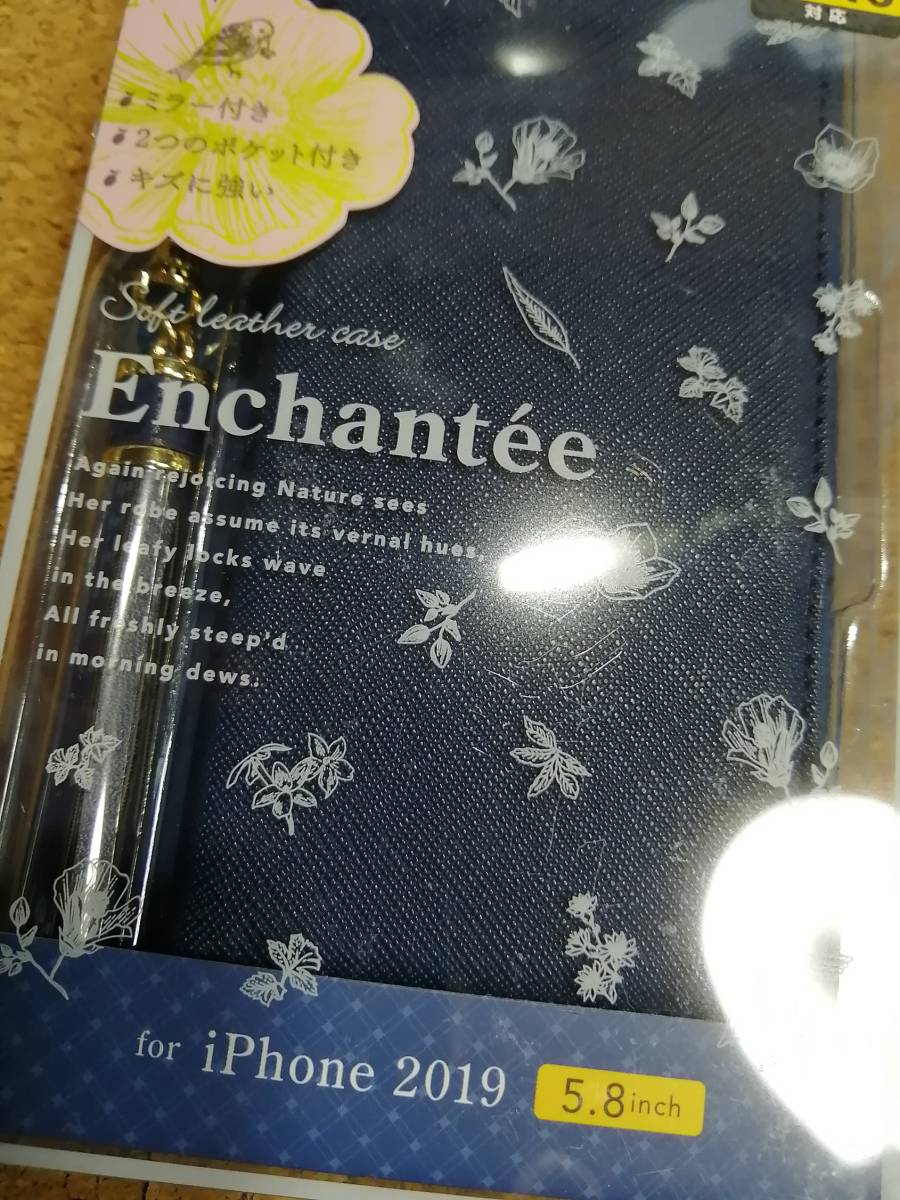 対応
ミラー付き
2つのポケット付き
キズに強い
Soft leather case
Enchantée
Again rejoicing Nature sees
Her robe assume its vernal hues,
Her leafy locks wave
in the breeze,
All freshly steep'd
in morning dews.
for iPhone 2019 5.8inch